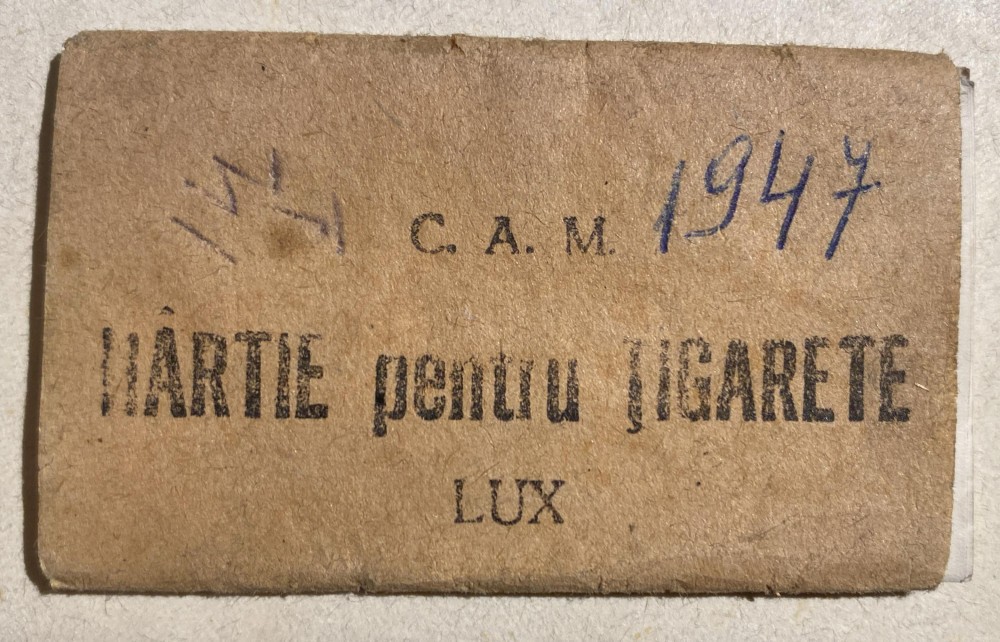 C. A. M. 1947
HÂRTIE pentru ȚIGARETE
LUX